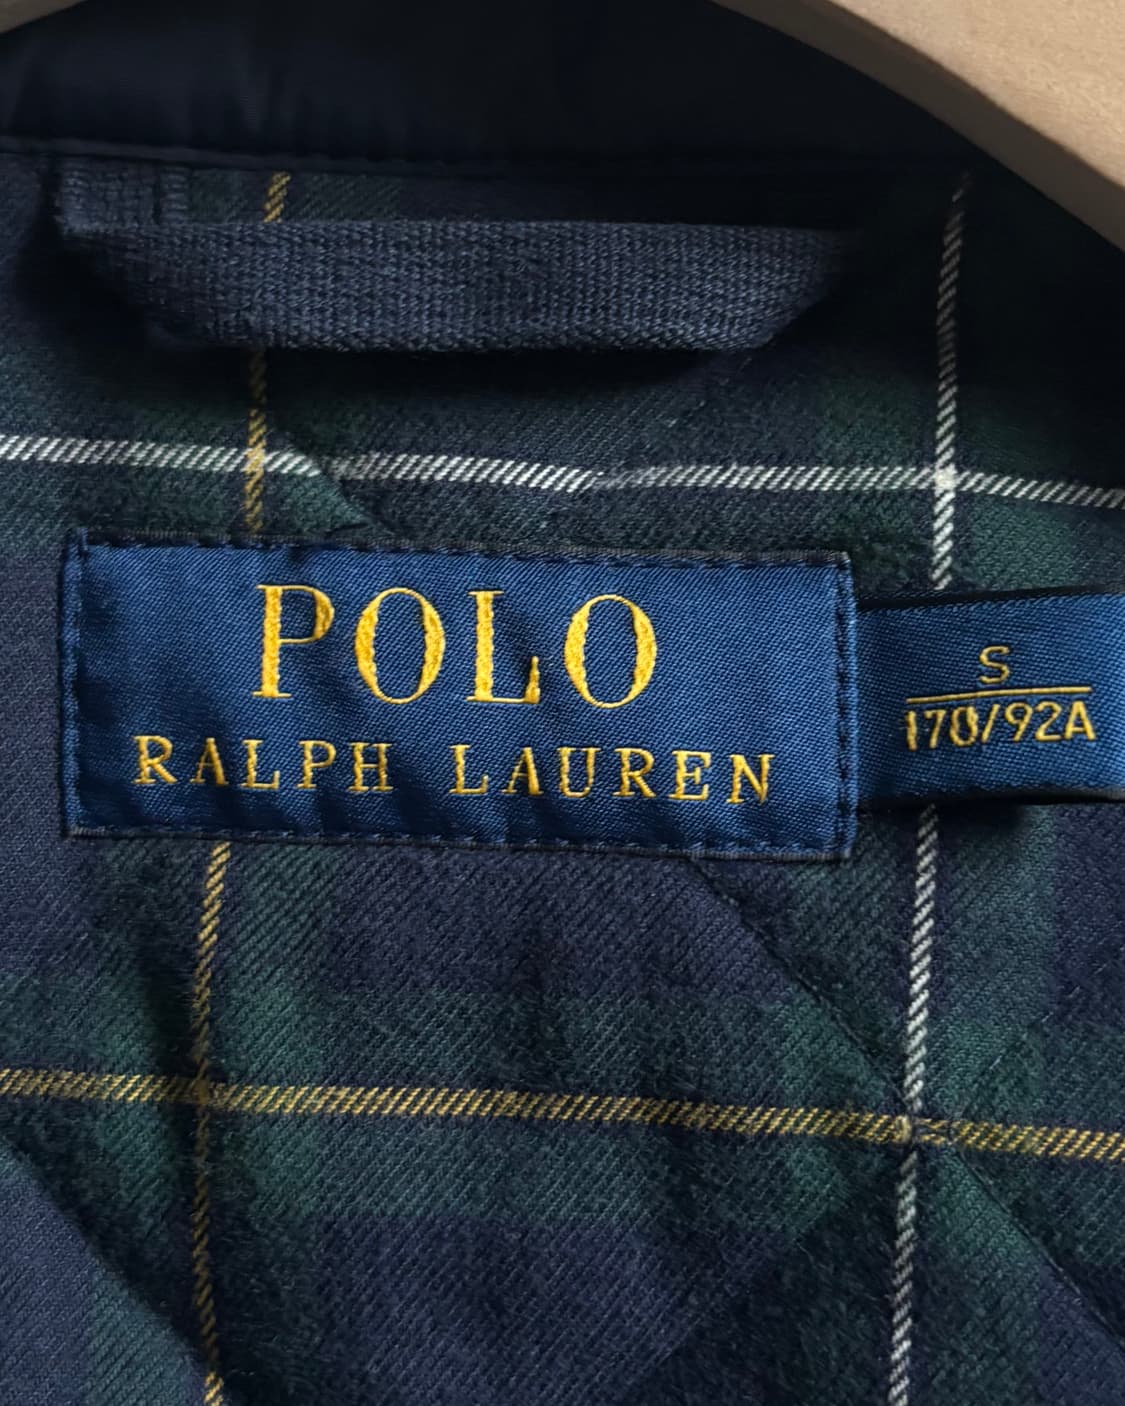 POLO
RALPH LAUREN
S
170/92A